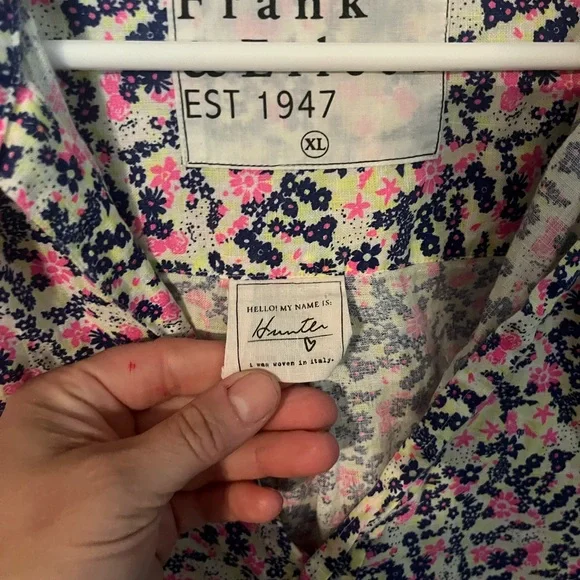 Frank
&
EST 1947
XL
HELLO! MY NAME IS:
Hunter
i was woven in italy.